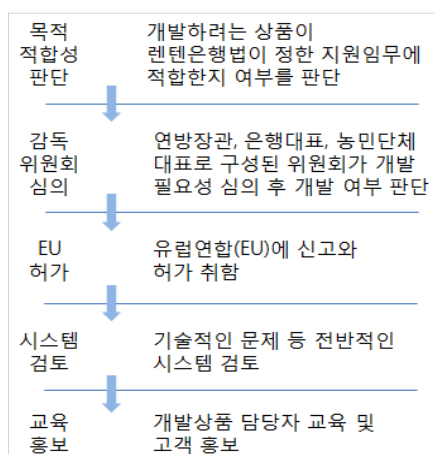 목적
적합성
판단
개발하려는 상품이
렌텐은행법이 정한 지원임무에
적합한지 여부를 판단
감독
위원회
심의
연방장관, 은행대표, 농민단체
대표로 구성된 위원회가 개발
필요성 심의 후 개발 여부 판단
EU
허가
유럽연합(EU)에 신고와
허가 취함
시스템
검토
기술적인 문제 등 전반적인
시스템 검토
교육
홍보
개발상품 담당자 교육 및
고객 홍보